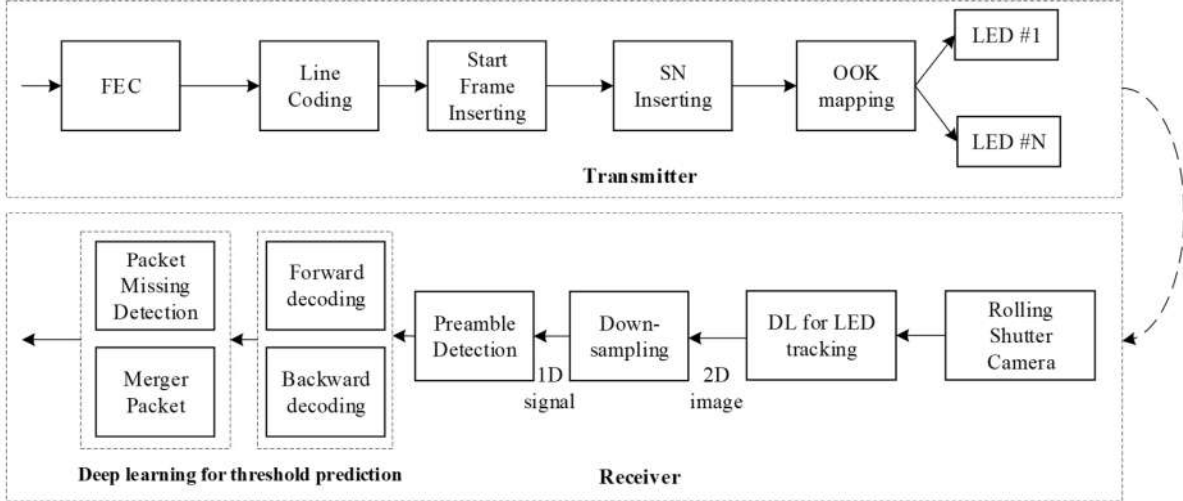 FEC
Line
Coding
Start
Frame
Inserting
SN
Inserting
OOK
mapping
LED #1
LED #N
Transmitter
Packet
Missing
Detection
Merger
Packet
Forward
decoding
Backward
decoding
Preamble
Detection
1D
signal
Down-
sampling
2D
image
DL for LED
tracking
Rolling
Shutter
Camera
Deep learning for threshold prediction
Receiver